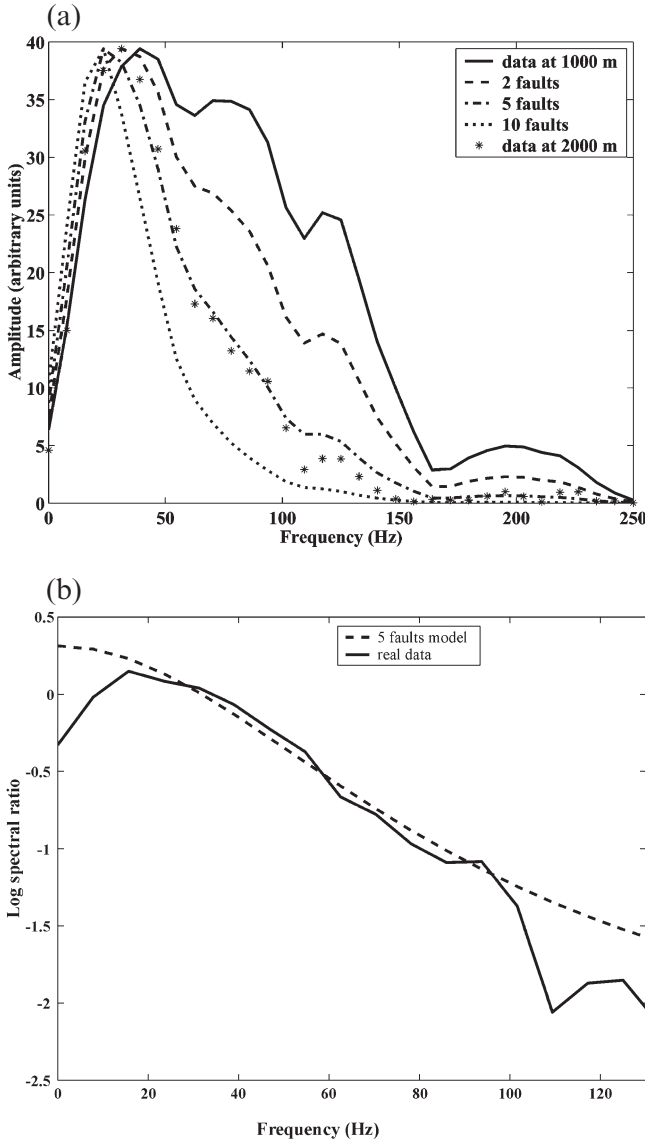 (a)
40
35
30
25
20
15
10
5
0
Amplitude (arbitrary units)
data at 1000 m
2 faults
5 faults
10 faults
data at 2000 m
0 50 100 150 200 250
Frequency (Hz)
(b)
0.5
0
-0.5
-1
-1.5
-2
-2.5
Log spectral ratio
5 faults model
real data
0 20 40 60 80 100 120
Frequency (Hz)